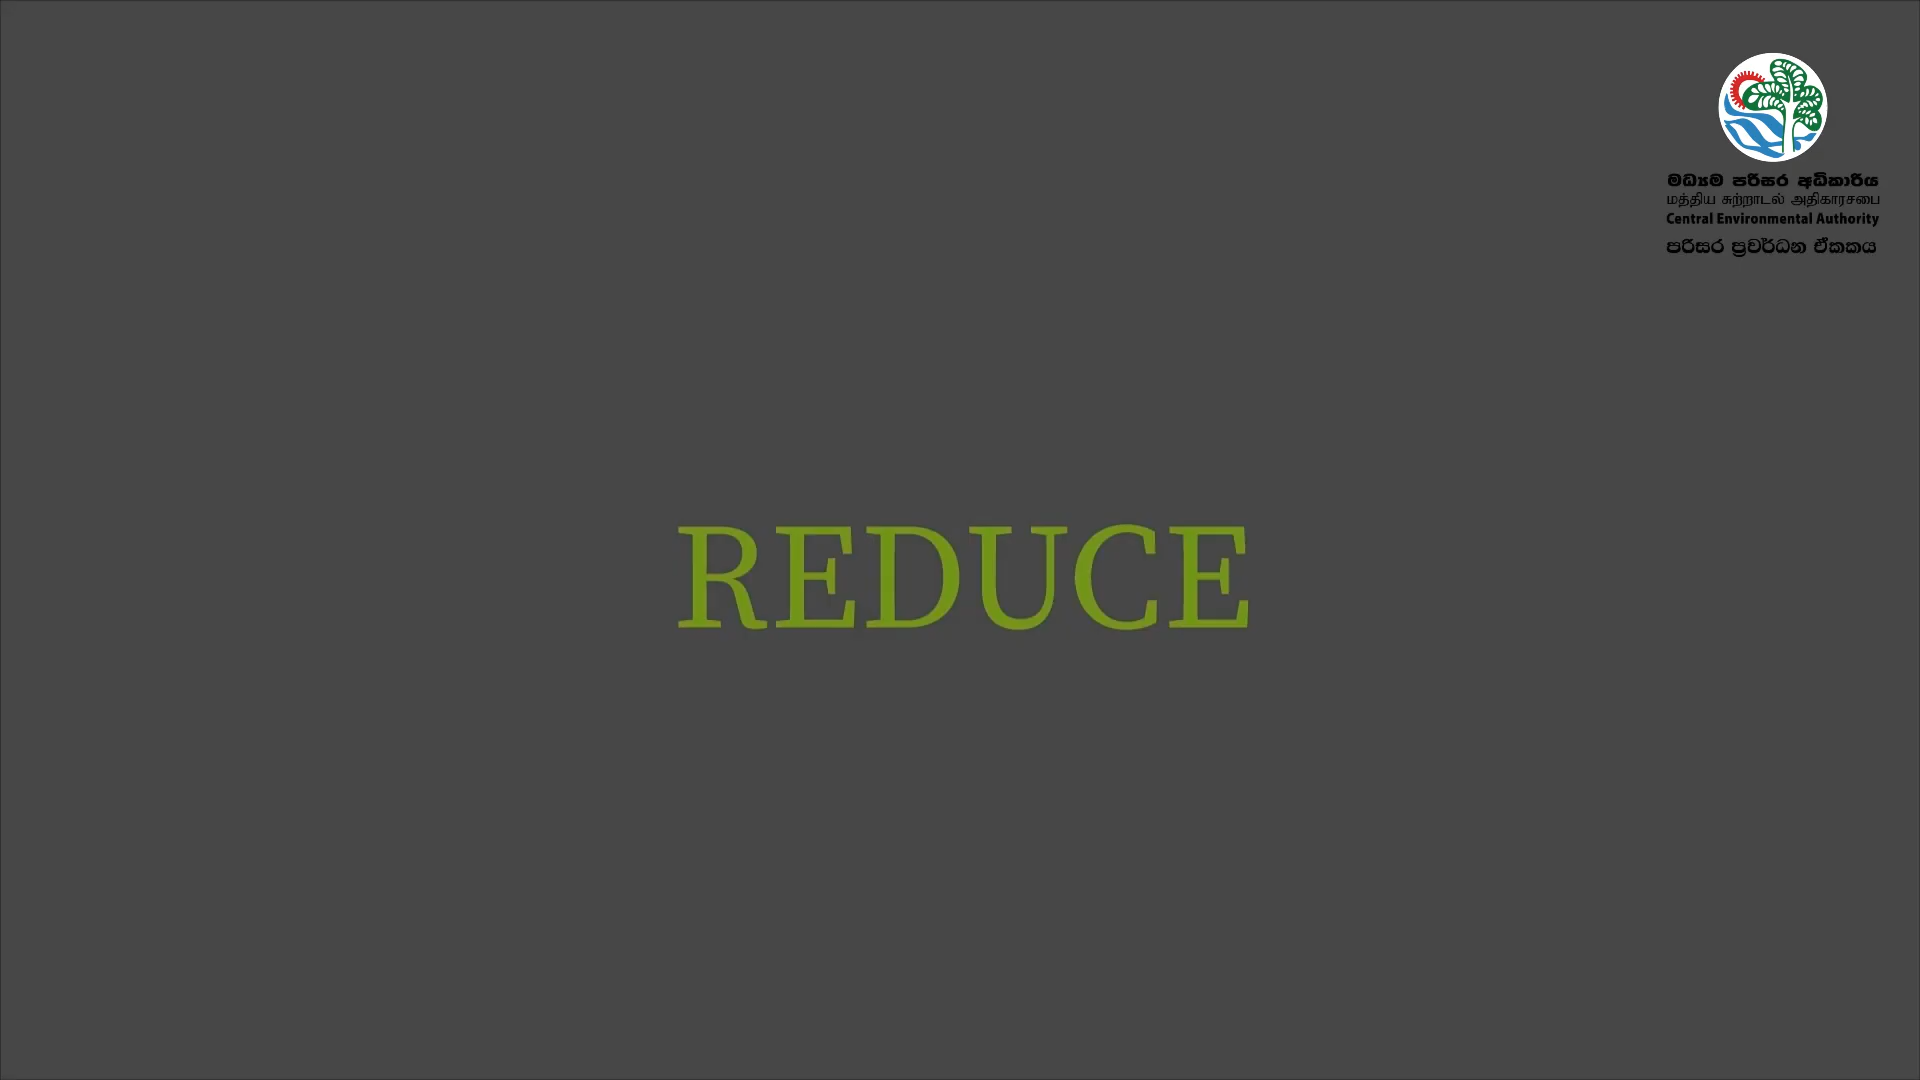 මධ්‍යම පරිසර අධිකාරිය
மத்திய சுற்றாடல் அதிகாரசபை
Central Environmental Authority
පරිසර ප්‍රවර්ධන ඒකකය
REDUCE